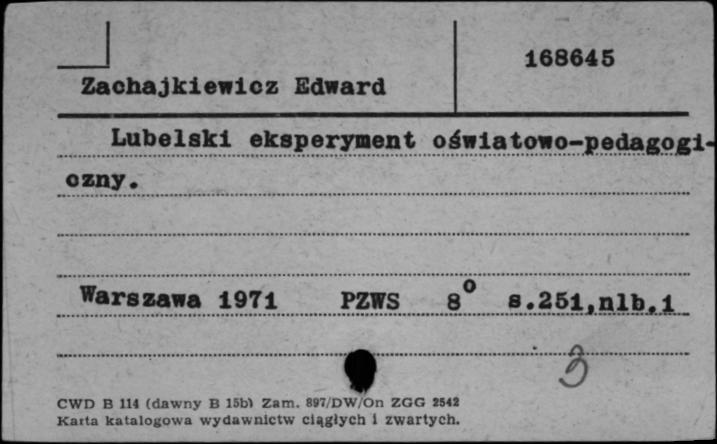 168645
Zachajkiewicz Edward
Lubelski eksperyment oświatowo-pedagogi-
czny.
Warszawa 1971 PZWS 8° s.251,nlb.1
3
CWD B 114 (dawny B 15b) Zam. 897/DW/On ZGG 2542
Karta katalogowa wydawnictw ciągłych i zwartych.